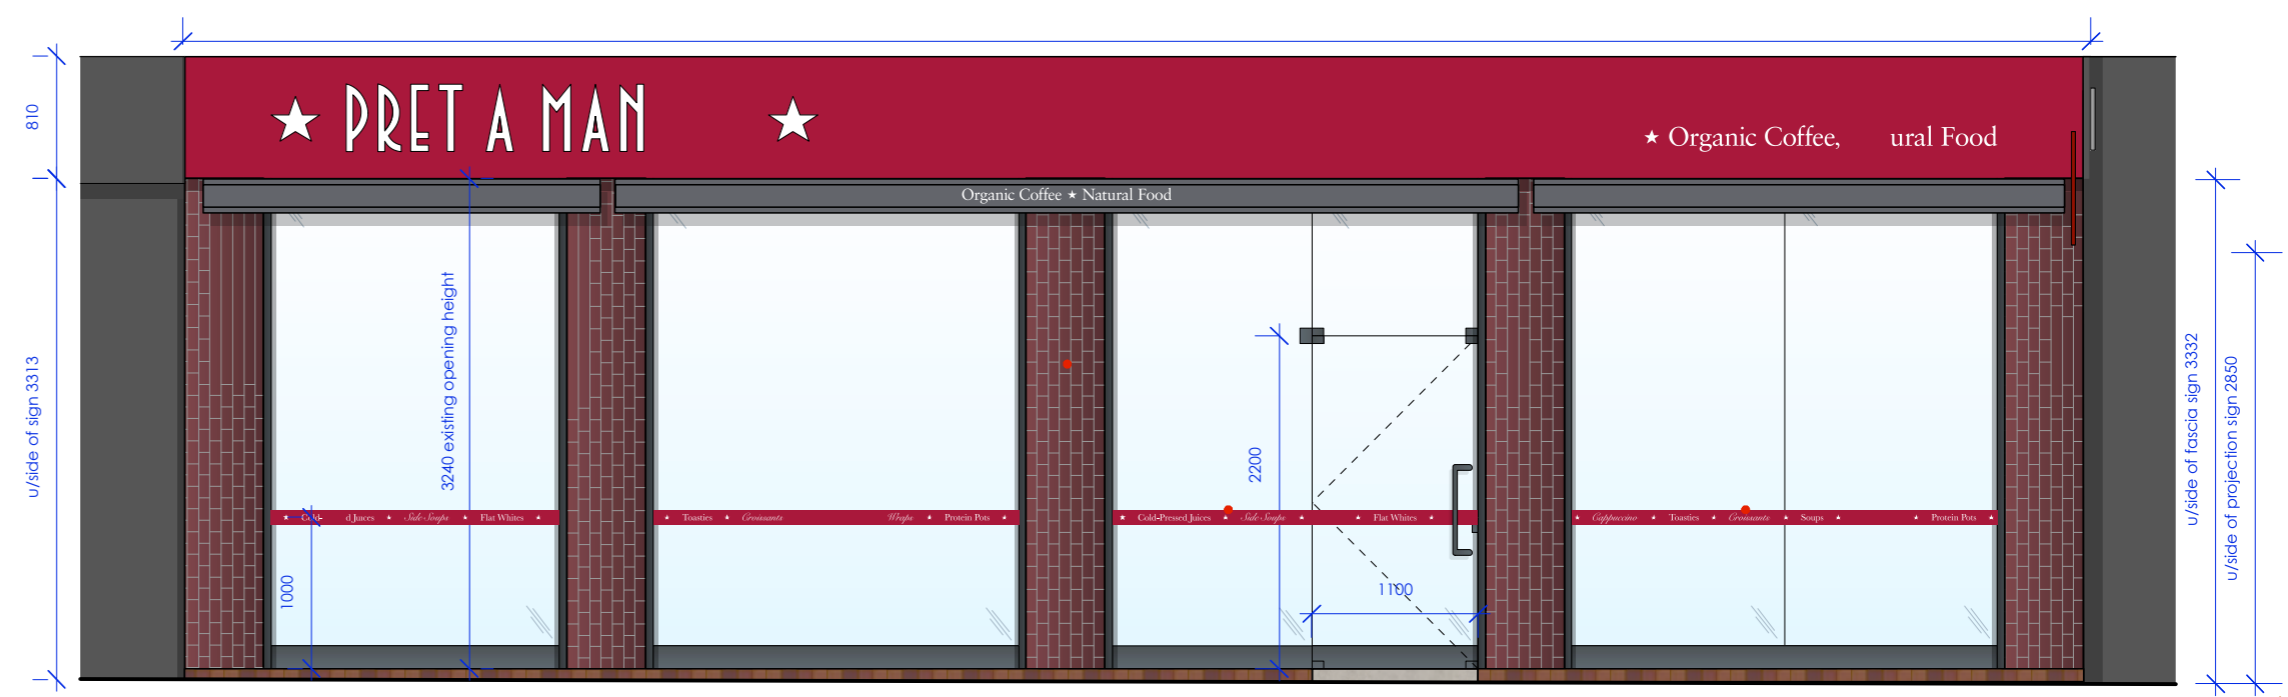 810
★ PRET A MAN ★
★ Organic Coffee, ural Food
Organic Coffee ★ Natural Food
u/side of sign 3313
3240 existing opening height
2200
1000
1100
u/side of fascia sign 3332
u/side of projection sign 2850
★ Cold- d Juices ★ Side Soups ★ Flat Whites ★
★ Toasties ★ Croissants Wraps ★ Protein Pots ★
★ Cold-Pressed Juices ★ Side Soups ★ ★ Flat Whites ★
★ Cappuccino ★ Toasties ★ Croissants ★ Soups ★ ★ Protein Pots ★